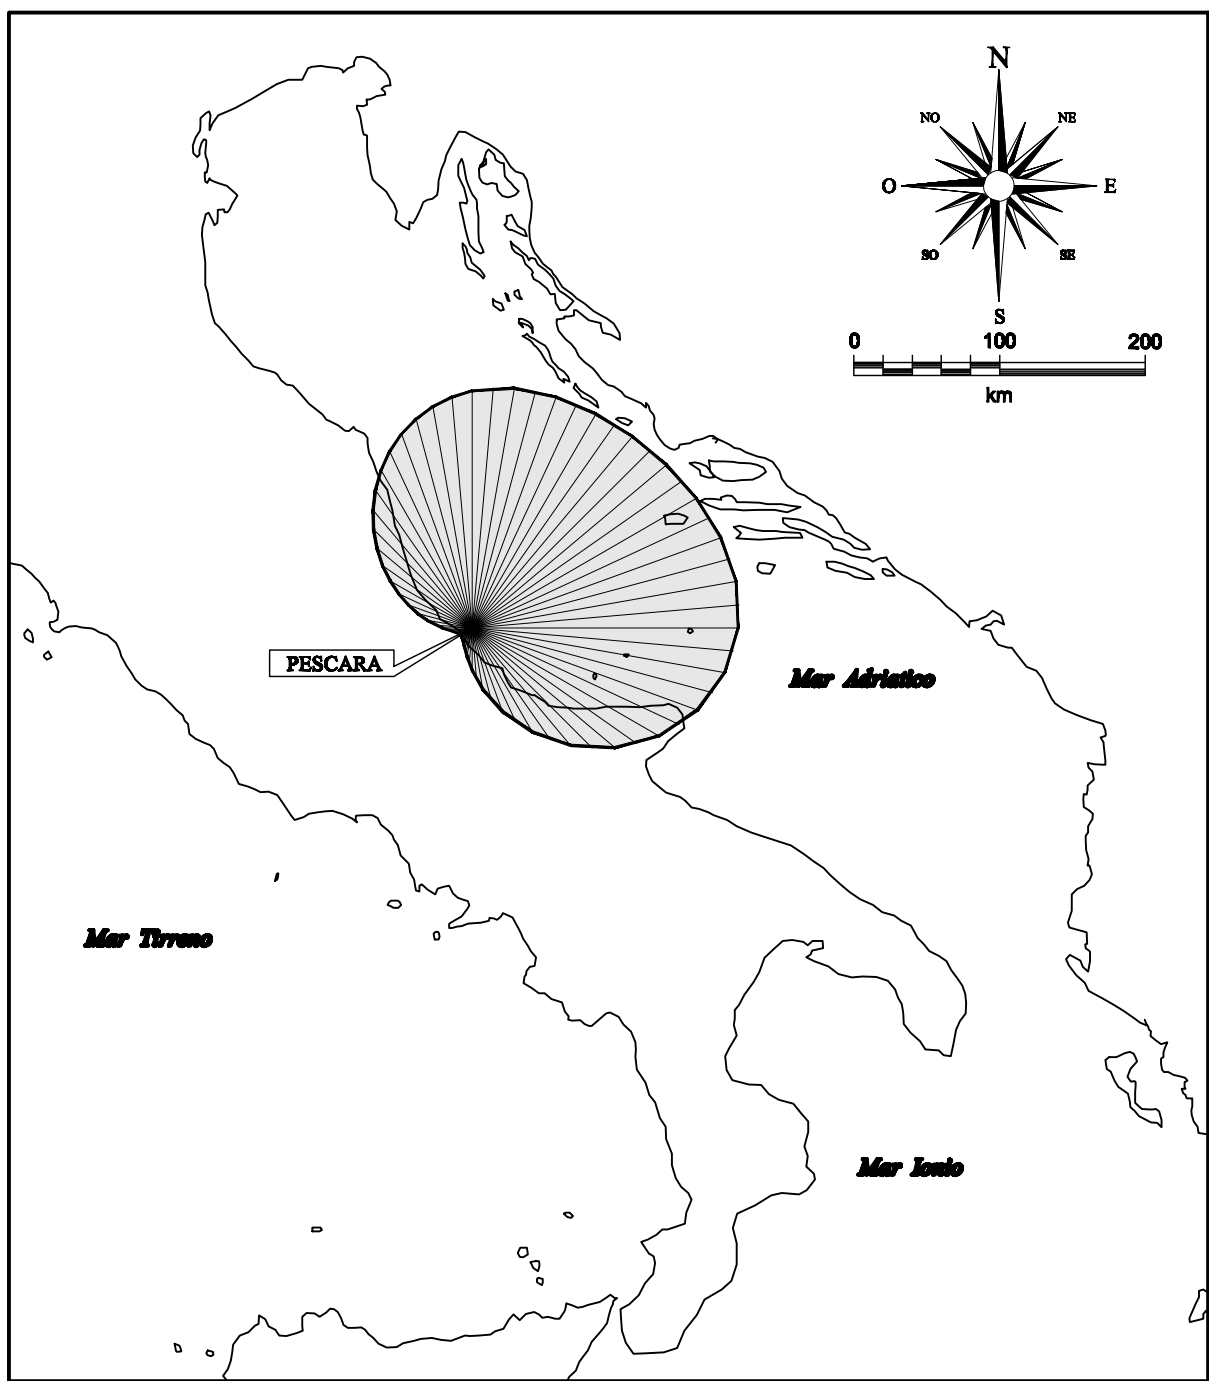 N
NO
NE
O
E
SO
SE
S
0 100 200
km
PESCARA
Mar Adriatico
Mar Tirreno
Mar Ionio